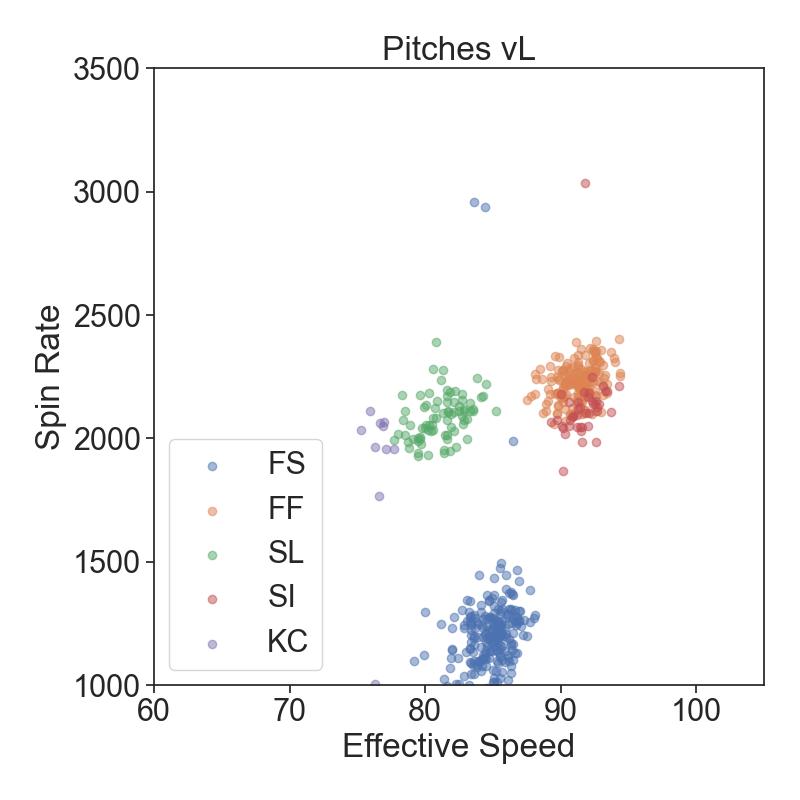 Pitches vL
3500
3000
2500
2000
1500
1000
Spin Rate
FS
FF
SL
SI
KC
60 70 80 90 100
Effective Speed